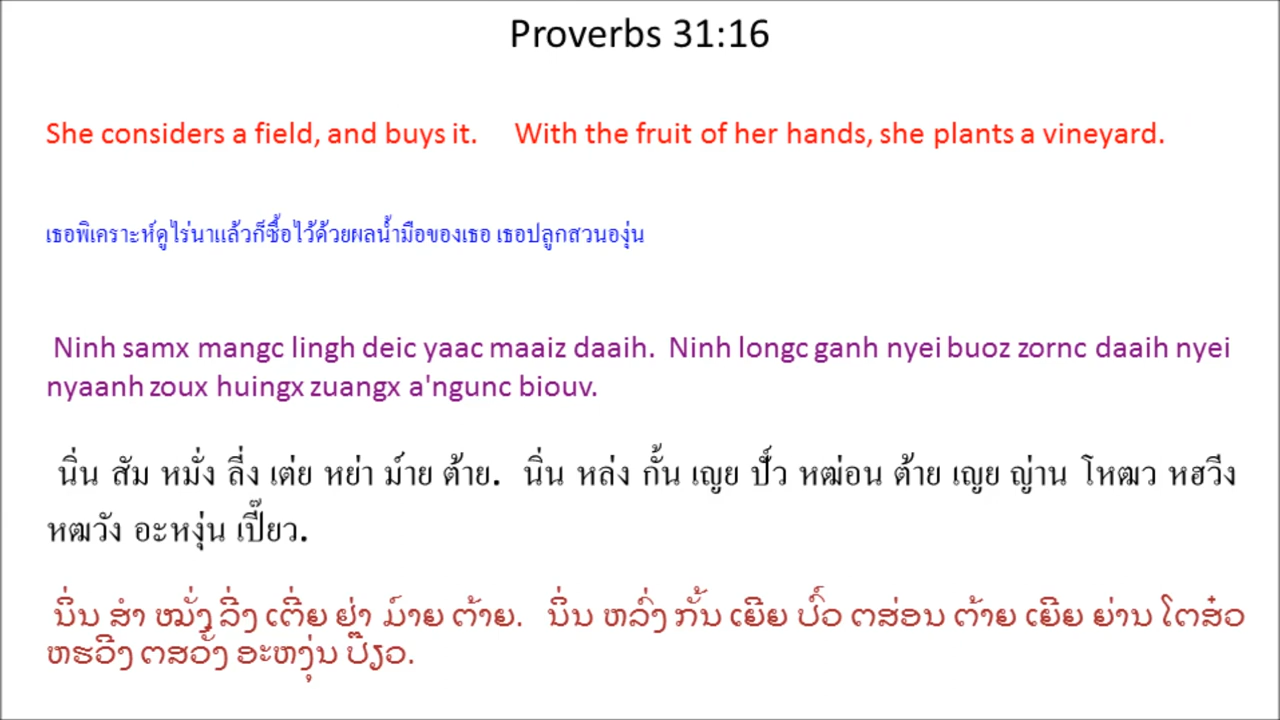 Proverbs 31:16
She considers a field, and buys it. With the fruit of her hands, she plants a vineyard.
เธอพิเคราะห์ดูไร่นาแล้วก็ซื้อไว้ด้วยผลน้ำมือของเธอ เธอปลูกสวนองุ่น
Ninh samx mangc lingh deic yaac maaiz daaih. Ninh longc ganh nyei buoz zornc daaih nyei
nyaanh zoux huingx zuangx a'ngunc biouv.
นิ่น สัม หมั่ง ลี่ง เต่ย หย่า ม์าย ต้าย. นิ่น หล่ง กั้น เญย ปั์ว หฒ่อน ต้าย เญย ญ่าน โหฒว หฮวีง
หฒวัง อะหงุ่น เปี๊ยว.
ນິ່ນ ສຳ ໝັ່ງ ລີ່ງ ເຕີ່ຍ ຢ່າ ມ໌າຍ ຕ້າຍ. ນິ່ນ ຫລົ່ງ ກັ້ນ ເຍີຍ ປົ໌ວ ຕສ່ອນ ຕ້າຍ ເຍີຍ ຍ່ານ ໂຕສ໋ວ
ຫຮວີງ ຕສວັ້ງ ອະຫງຸ່ນ ປ໊ຽວ.